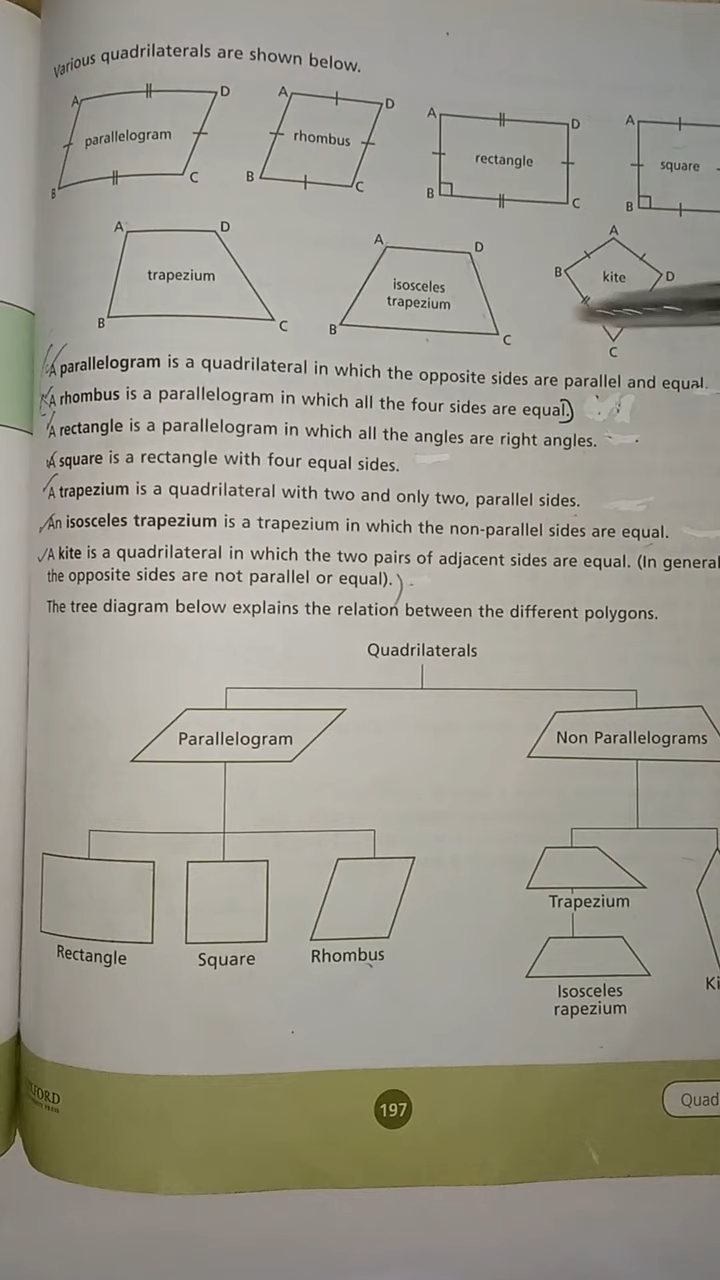 Various quadrilaterals are shown below.
A D A D A D A
parallelogram rhombus rectangle square
B C B C B C B
A D A D A
trapezium isosceles trapezium B kite D
B C B C C
A parallelogram is a quadrilateral in which the opposite sides are parallel and equal.
A rhombus is a parallelogram in which all the four sides are equal.
A rectangle is a parallelogram in which all the angles are right angles.
A square is a rectangle with four equal sides.
A trapezium is a quadrilateral with two and only two, parallel sides.
An isosceles trapezium is a trapezium in which the non-parallel sides are equal.
A kite is a quadrilateral in which the two pairs of adjacent sides are equal. (In general
the opposite sides are not parallel or equal).
The tree diagram below explains the relation between the different polygons.
Quadrilaterals
Parallelogram Non Parallelograms
Trapezium
Rectangle Square Rhombus
Ki
Isosceles
rapezium
197
Quad